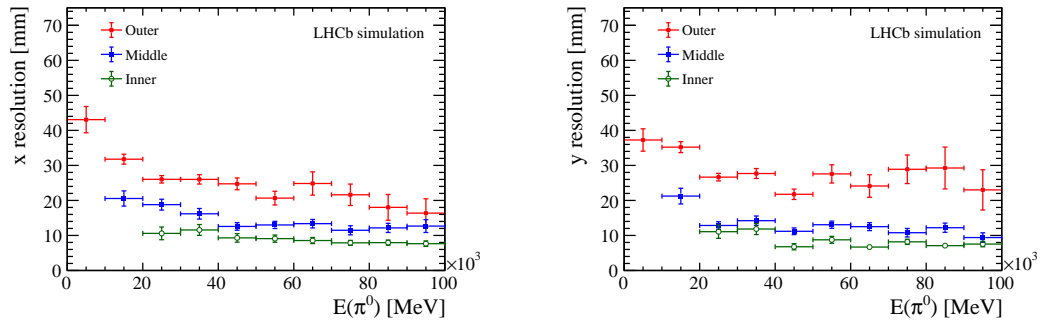 x resolution [mm]
70
60
50
40
30
20
10
0
LHCb simulation
Outer
Middle
Inner
0 20 40 60 80 100
×10³
E(π⁰) [MeV]
y resolution [mm]
70
60
50
40
30
20
10
0
LHCb simulation
Outer
Middle
Inner
0 20 40 60 80 100
×10³
E(π⁰) [MeV]